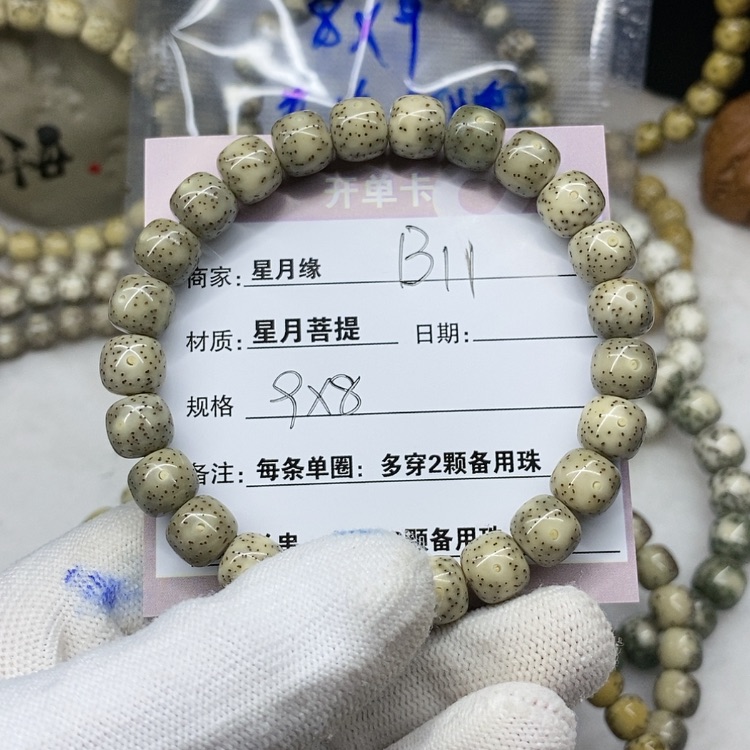 8X9
开单卡
商家：星月缘 B11
材质：星月菩提 日期：
规格 9X8
备注：每条单圈：多穿2颗备用珠
颗备用珠